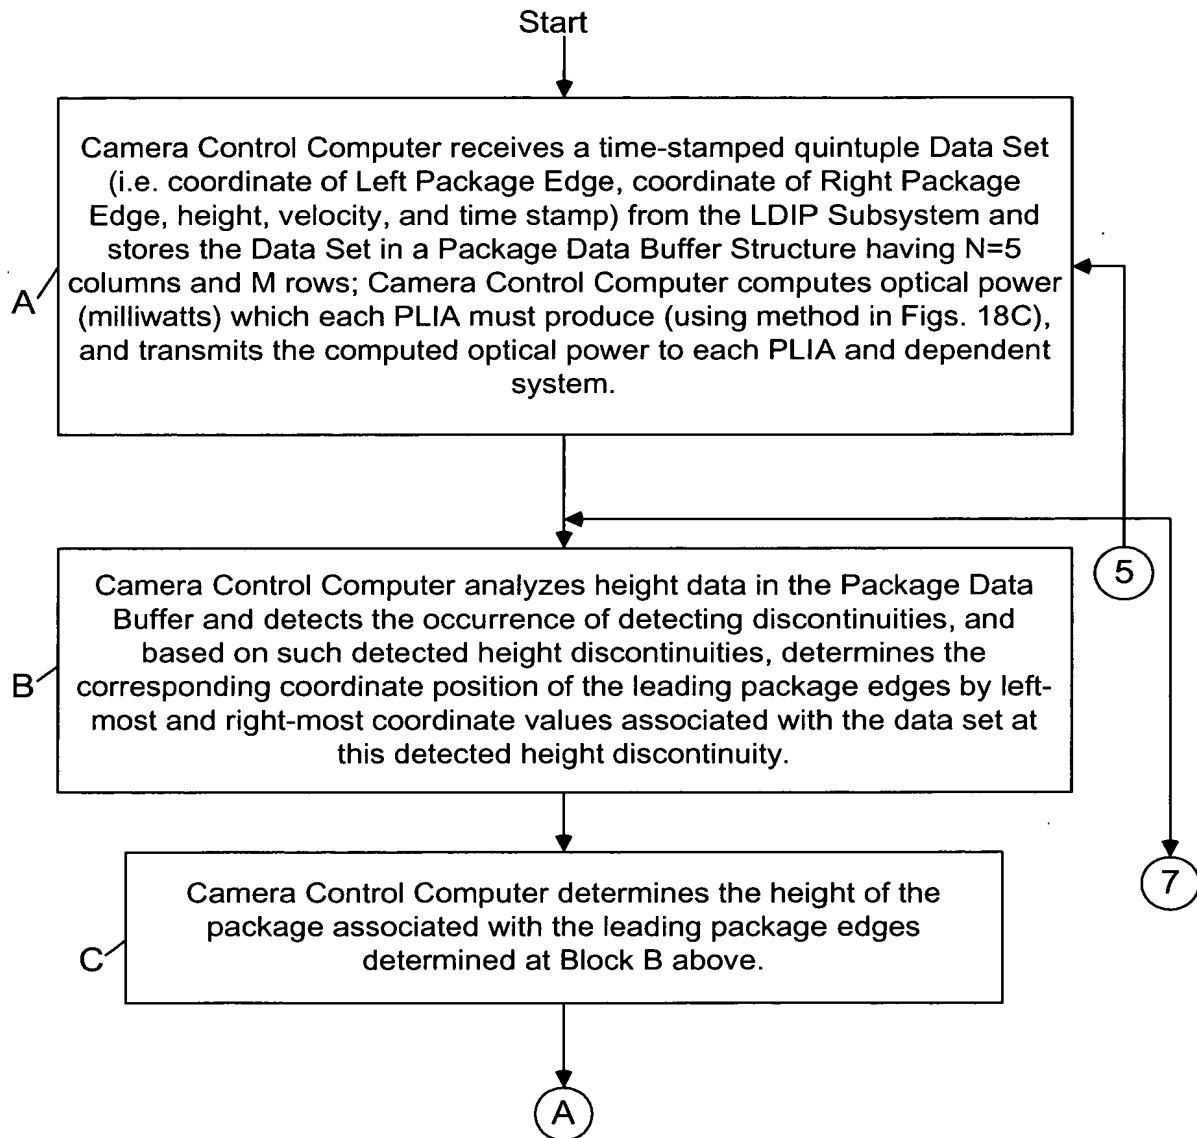 Start
Camera Control Computer receives a time-stamped quintuple Data Set
(i.e. coordinate of Left Package Edge, coordinate of Right Package
Edge, height, velocity, and time stamp) from the LDIP Subsystem and
stores the Data Set in a Package Data Buffer Structure having N=5
columns and M rows; Camera Control Computer computes optical power
(milliwatts) which each PLIA must produce (using method in Figs. 18C),
and transmits the computed optical power to each PLIA and dependent
system.
A
5
Camera Control Computer analyzes height data in the Package Data
Buffer and detects the occurrence of detecting discontinuities, and
based on such detected height discontinuities, determines the
corresponding coordinate position of the leading package edges by left-
most and right-most coordinate values associated with the data set at
this detected height discontinuity.
B
7
Camera Control Computer determines the height of the
package associated with the leading package edges
determined at Block B above.
C
A